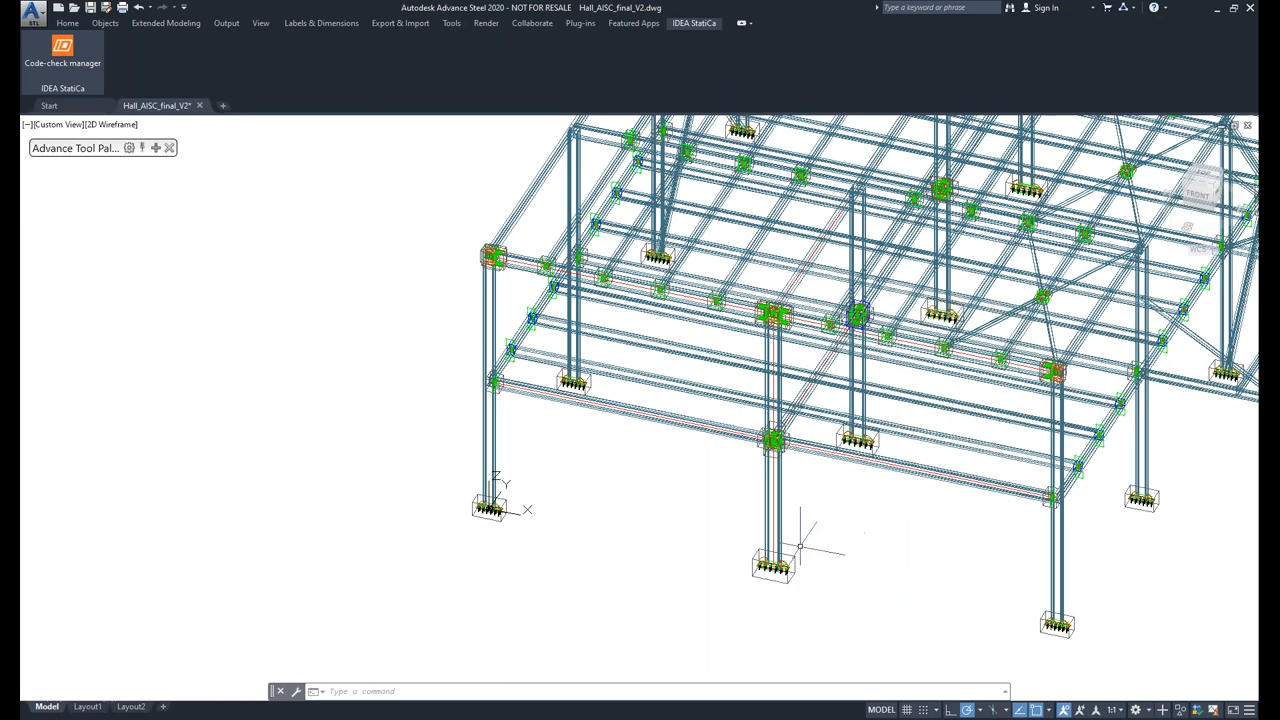 Autodesk Advance Steel 2020 - NOT FOR RESALE Hall_AISC_final_V2.dwg
Type a keyword or phrase
Sign In
STL
Home Objects Extended Modeling Output View Labels & Dimensions Export & Import Tools Render Collaborate Plug-ins Featured Apps IDEA StatiCa
Code-check manager
IDEA StatiCa
Start Hall_AISC_final_V2*
[−][Custom View][2D Wireframe]
Advance Tool Pal...
FRONT
Z
Y
X
Type a command
Model Layout1 Layout2
MODEL 1:1